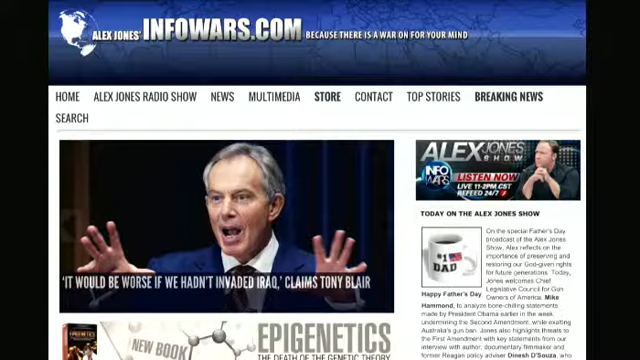 ALEX JONES' INFOWARS.COM BECAUSE THERE IS A WAR ON FOR YOUR MIND
HOME ALEX JONES RADIO SHOW NEWS MULTIMEDIA STORE CONTACT TOP STORIES BREAKING NEWS
SEARCH
'IT WOULD BE WORSE IF WE HADN'T INVADED IRAQ,' CLAIMS TONY BLAIR
NEW BOOK
EPIGENETICS
THE DEATH OF THE GENETIC THEORY
ALEX JONES
SHOW
INFO
WARS
LISTEN NOW
LIVE 11-2PM CST
REFEED 24/7
TODAY ON THE ALEX JONES SHOW
#1
DAD
Happy Father's Day
On the special Father's Day
broadcast of the Alex Jones
Show, Alex reflects on the
importance of preserving and
restoring our God-given rights
for future generations. Today,
Jones welcomes Chief
Legislative Council for Gun
Owners of America, Mike
Hammond, to analyze bone-chilling statements
made by President Obama earlier in the week
undermining the Second Amendment, while exalting
Australia's gun ban. Jones also highlights threats to
the First Amendment with key statements from our
interview with author, documentary filmmaker and
former Reagan policy adviser Dinesh D'Souza, who